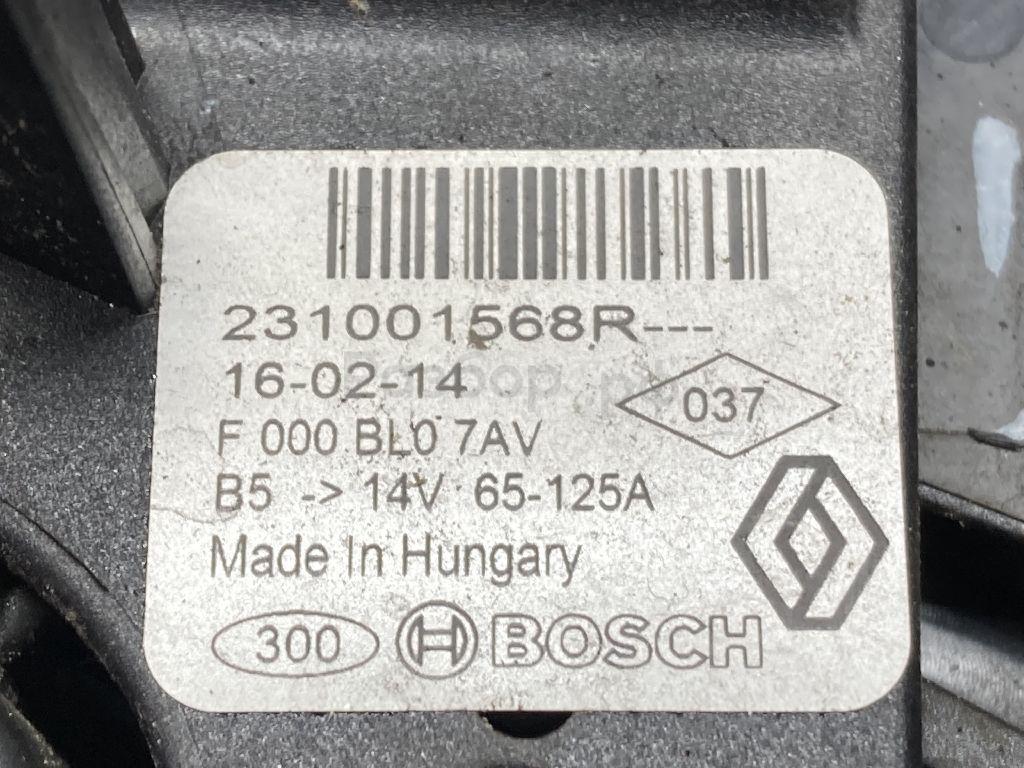 231001568R---
16-02-14
037
F 000 BL0 7AV
B5 -> 14V 65-125A
Made In Hungary
300 BOSCH